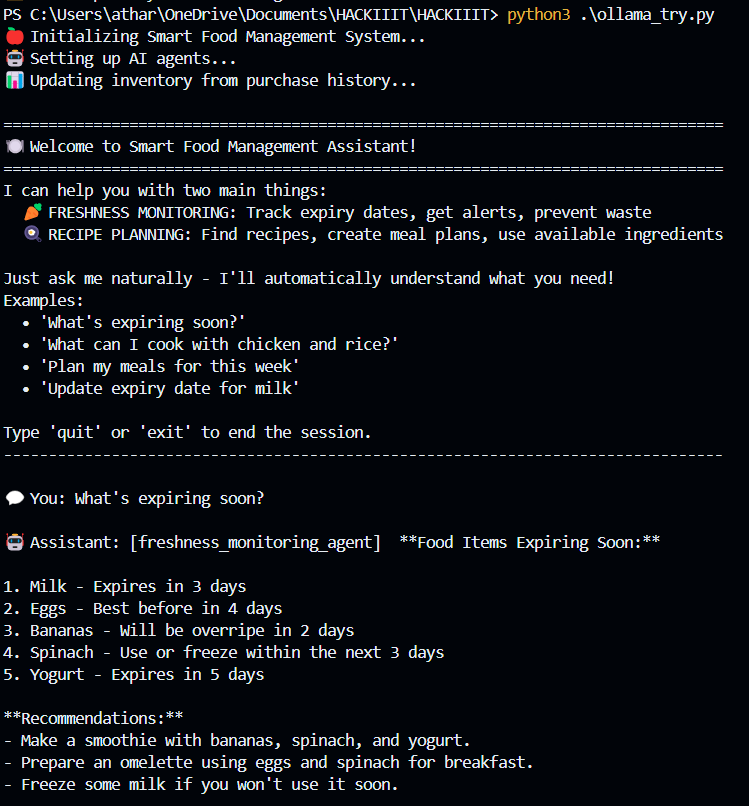 PS C:\Users\athar\OneDrive\Documents\HACKIIIT\HACKIIIT> python3 .\ollama_try.py
🍎 Initializing Smart Food Management System...
🤖 Setting up AI agents...
📊 Updating inventory from purchase history...
================================================================================
🍽️ Welcome to Smart Food Management Assistant!
================================================================================
I can help you with two main things:
🥕 FRESHNESS MONITORING: Track expiry dates, get alerts, prevent waste
🍳 RECIPE PLANNING: Find recipes, create meal plans, use available ingredients
Just ask me naturally - I'll automatically understand what you need!
Examples:
• 'What's expiring soon?'
• 'What can I cook with chicken and rice?'
• 'Plan my meals for this week'
• 'Update expiry date for milk'
Type 'quit' or 'exit' to end the session.
--------------------------------------------------------------------------------
💬 You: What's expiring soon?
🤖 Assistant: [freshness_monitoring_agent]  **Food Items Expiring Soon:**
1. Milk - Expires in 3 days
2. Eggs - Best before in 4 days
3. Bananas - Will be overripe in 2 days
4. Spinach - Use or freeze within the next 3 days
5. Yogurt - Expires in 5 days
**Recommendations:**
- Make a smoothie with bananas, spinach, and yogurt.
- Prepare an omelette using eggs and spinach for breakfast.
- Freeze some milk if you won't use it soon.